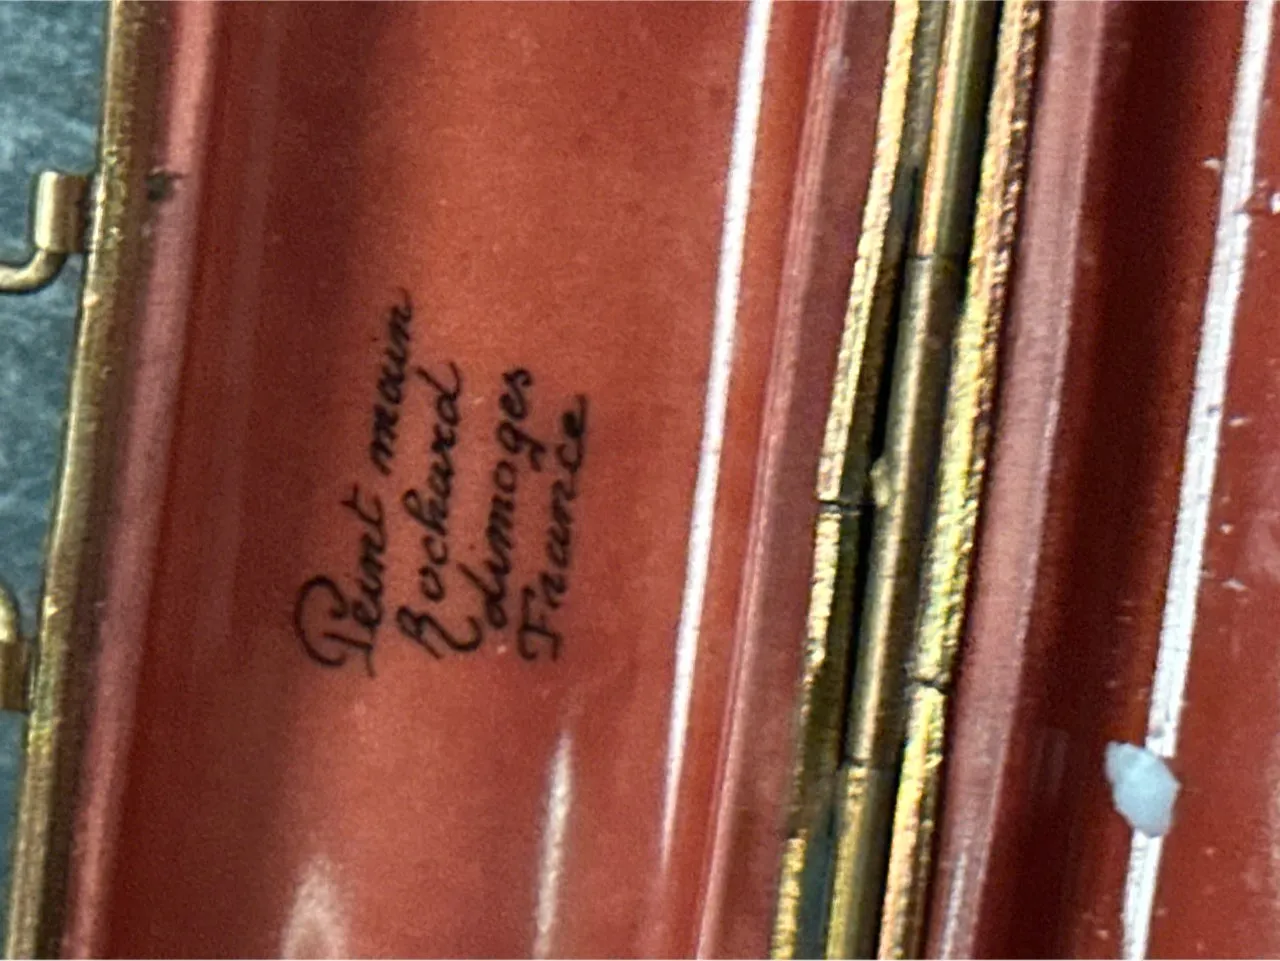 Peint main
Rochard
Limoges
France